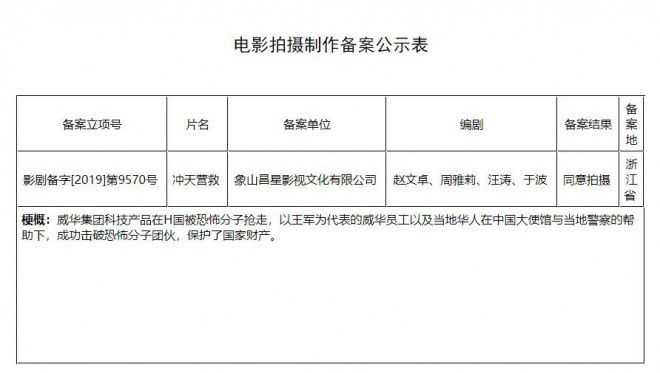 电影拍摄制作备案公示表
备案立项号 片名 备案单位 编剧 备案结果 备案地
影剧备字[2019]第9570号 冲天营救 象山昌星影视文化有限公司 赵文卓、周雅莉、汪涛、于波 同意拍摄 浙江省
梗概：威华集团科技产品在H国被恐怖分子抢走，以王军为代表的威华员工以及当地华人在中国大使馆与当地警察的帮
助下，成功击破恐怖分子团伙，保护了国家财产。